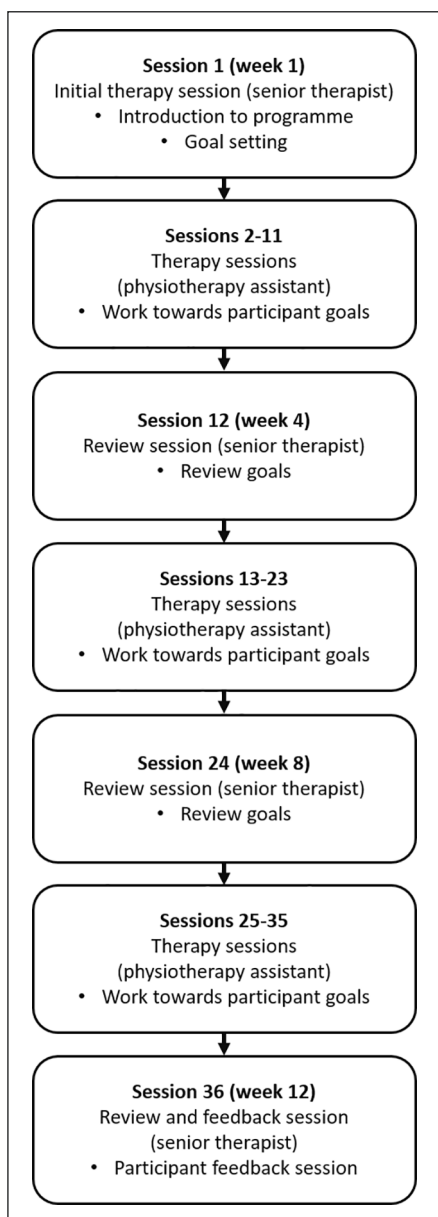 Session 1 (week 1)
Initial therapy session (senior therapist)
• Introduction to programme
• Goal setting
Sessions 2-11
Therapy sessions
(physiotherapy assistant)
• Work towards participant goals
Session 12 (week 4)
Review session (senior therapist)
• Review goals
Sessions 13-23
Therapy sessions
(physiotherapy assistant)
• Work towards participant goals
Session 24 (week 8)
Review session (senior therapist)
• Review goals
Sessions 25-35
Therapy sessions
(physiotherapy assistant)
• Work towards participant goals
Session 36 (week 12)
Review and feedback session
(senior therapist)
• Participant feedback session